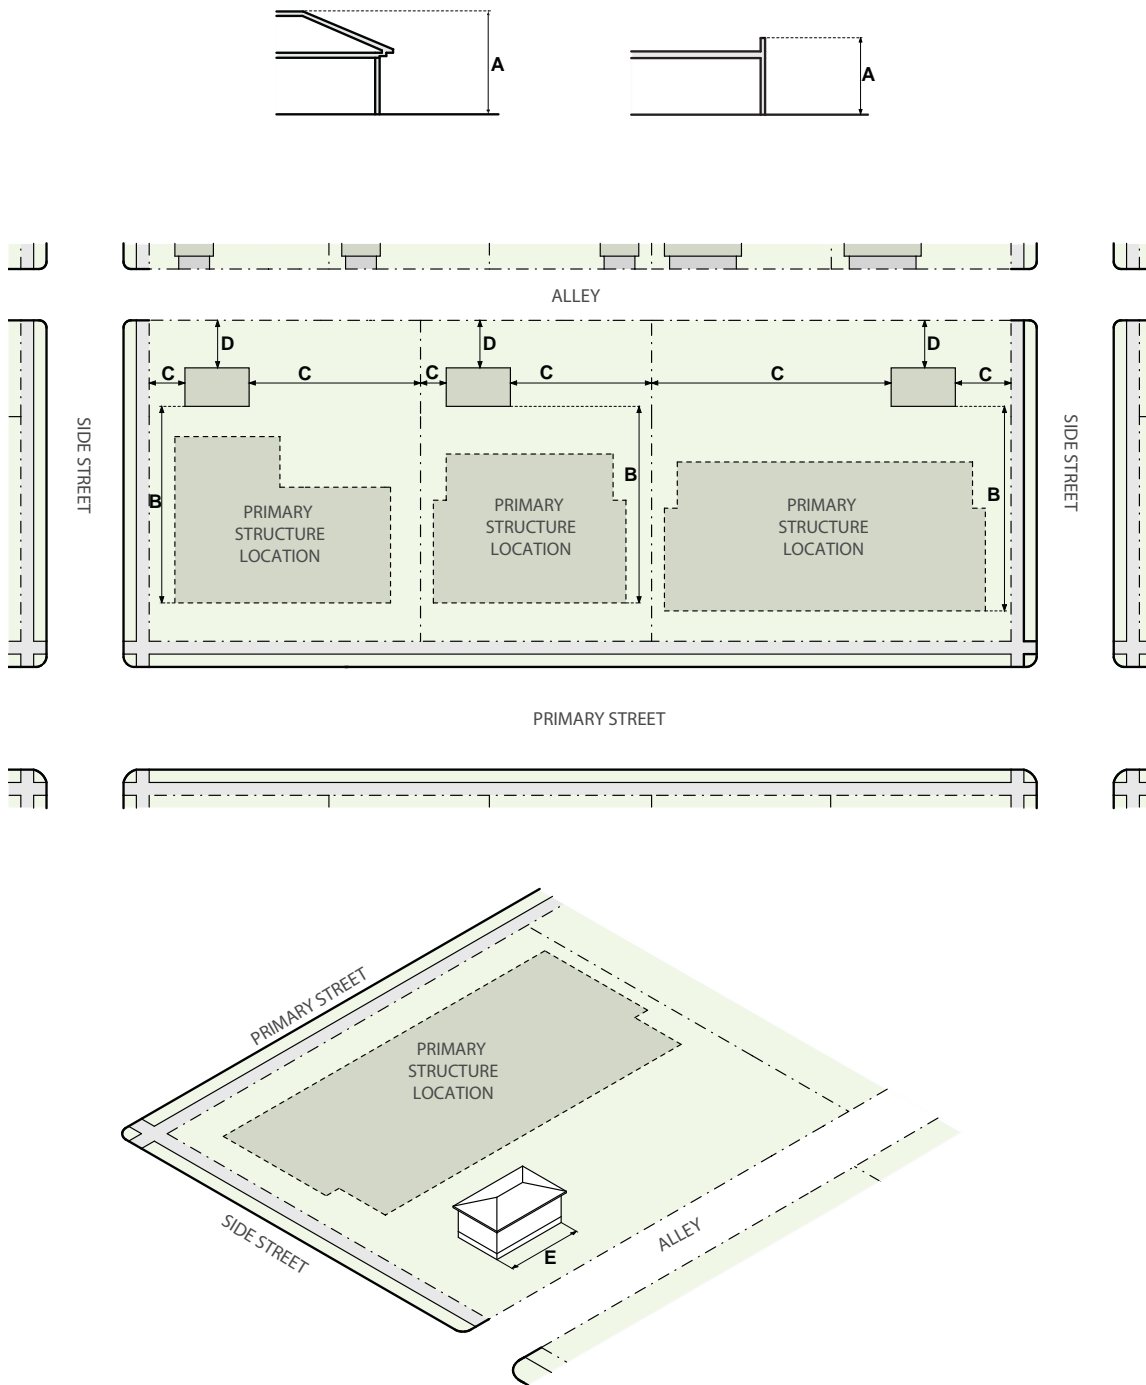 A
A
ALLEY
D
D
D
C
C
C
C
C
C
SIDE STREET
SIDE STREET
B
B
B
PRIMARY
STRUCTURE
LOCATION
PRIMARY
STRUCTURE
LOCATION
PRIMARY
STRUCTURE
LOCATION
PRIMARY STREET
PRIMARY STREET
PRIMARY
STRUCTURE
LOCATION
SIDE STREET
ALLEY
E